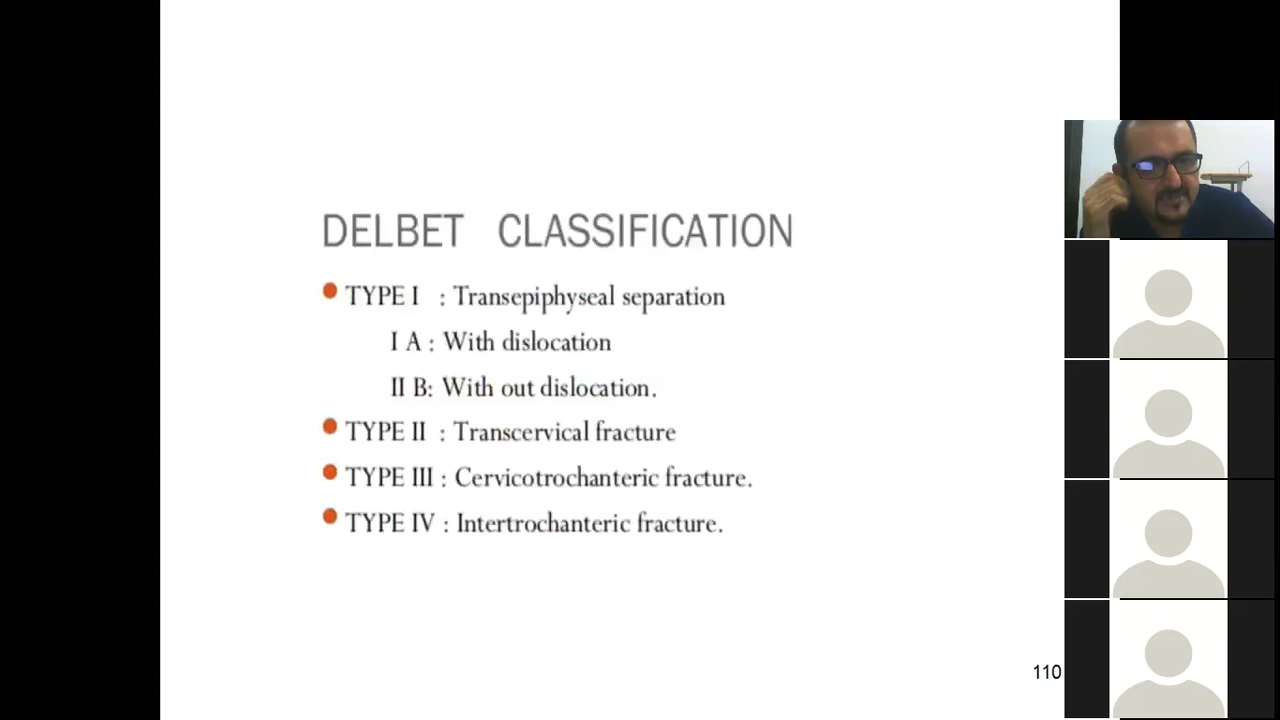 DELBET CLASSIFICATION
TYPE I : Transepiphyseal separation
I A : With dislocation
II B: With out dislocation.
TYPE II : Transcervical fracture
TYPE III : Cervicotrochanteric fracture.
TYPE IV : Intertrochanteric fracture.
110